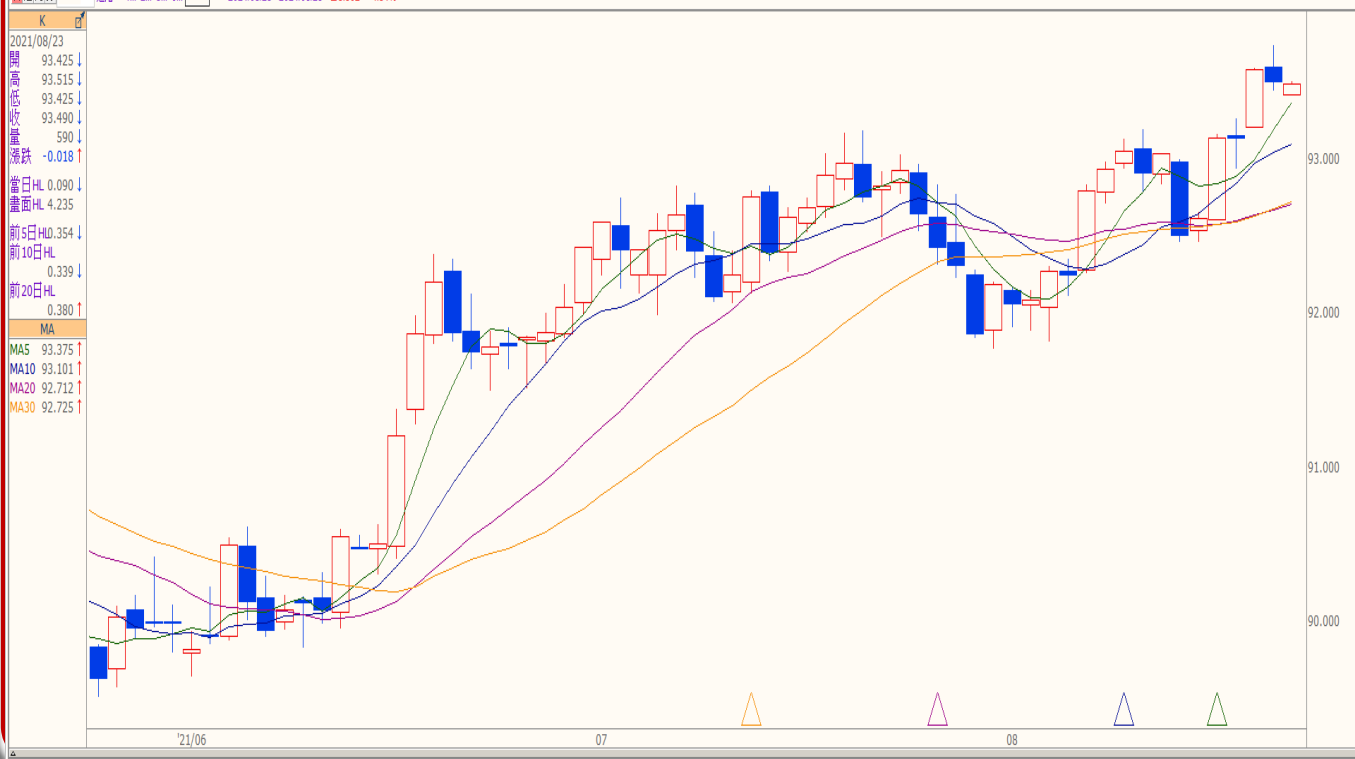 K
2021/08/23
開 93.425↓
高 93.515↓
低 93.425↓
收 93.490↓
量 590↓
漲跌 -0.018↑
當日HL 0.090↓
畫面HL 4.235
前5日HL0.354↓
前10日HL
0.339↓
前20日HL
0.380↑
MA
MA5 93.375↑
MA10 93.101↑
MA20 92.712↑
MA30 92.725↑
93.000
92.000
91.000
90.000
'21/06 07 08